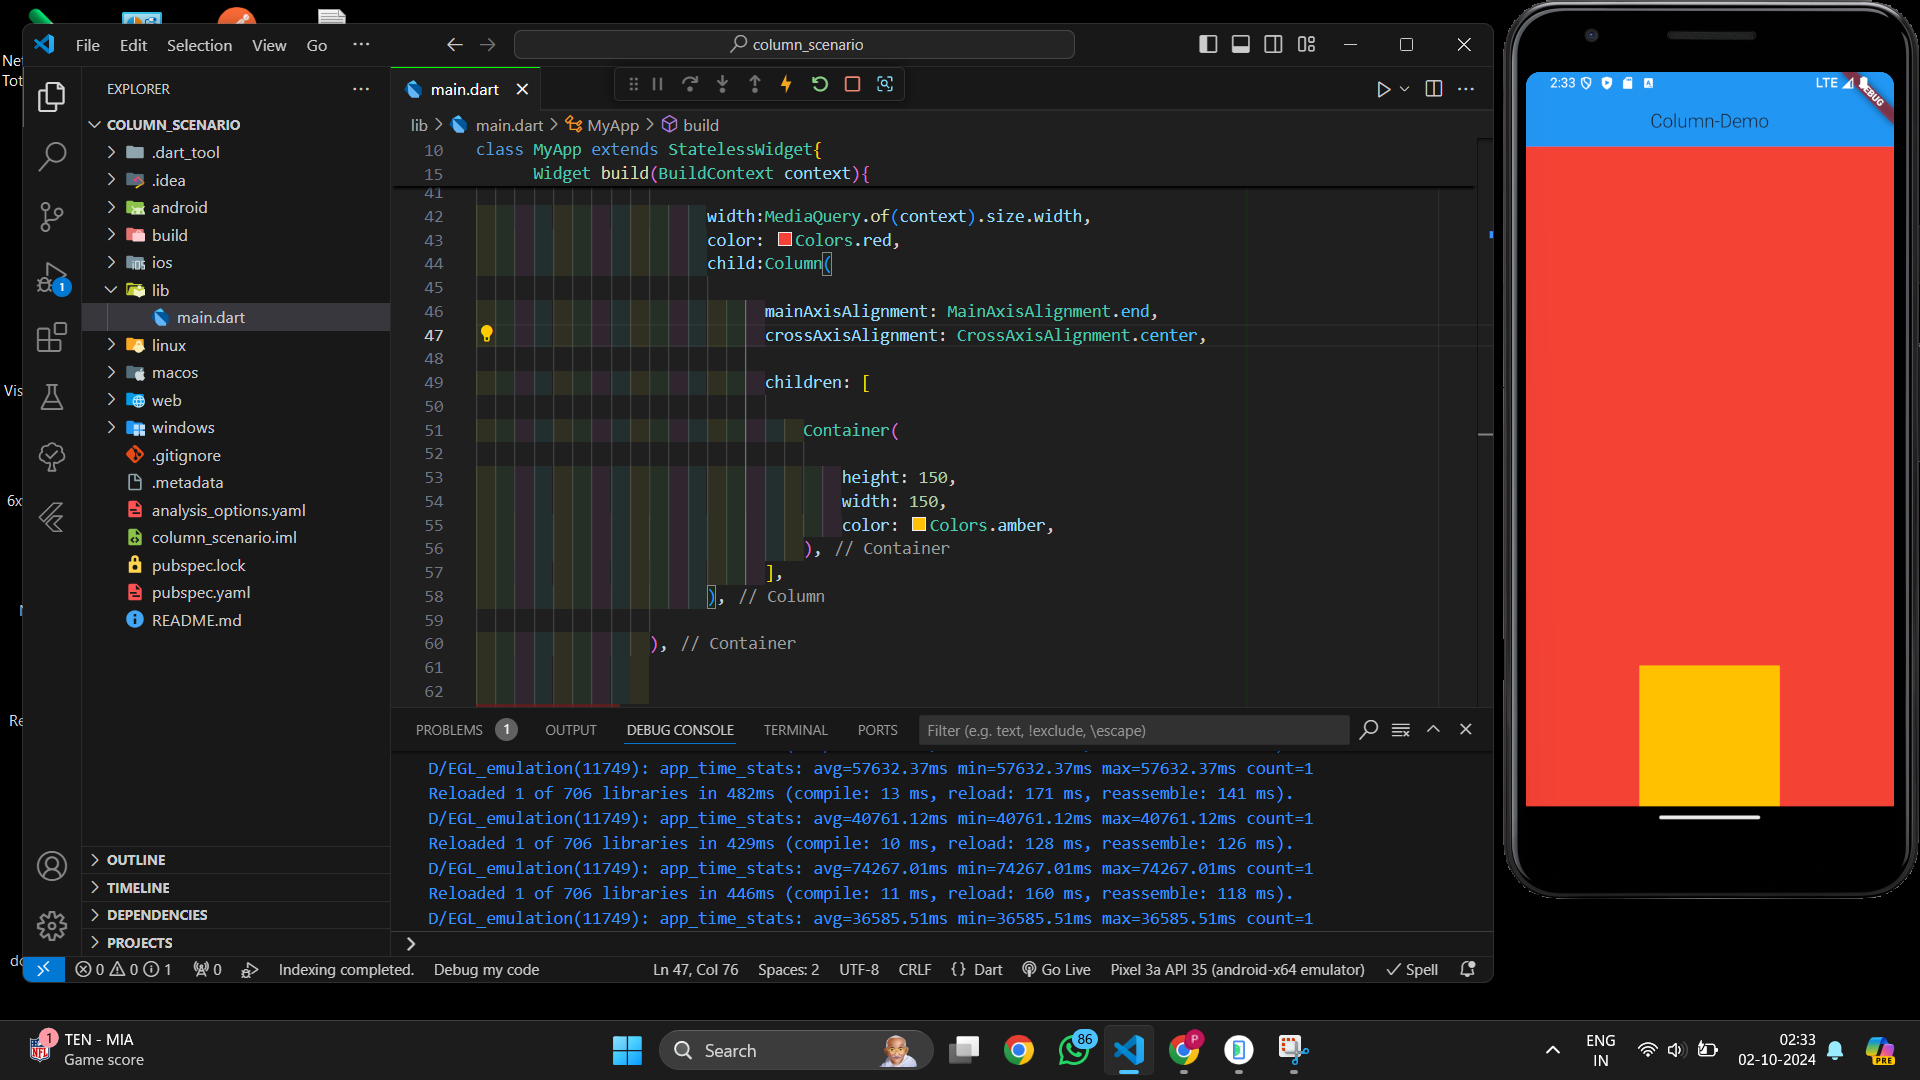 File Edit Selection View Go ··· column_scenario
EXPLORER
COLUMN_SCENARIO
.dart_tool
.idea
android
build
ios
lib
main.dart
linux
macos
web
windows
.gitignore
.metadata
analysis_options.yaml
column_scenario.iml
pubspec.lock
pubspec.yaml
README.md
OUTLINE
TIMELINE
DEPENDENCIES
PROJECTS
1
main.dart
lib > main.dart > MyApp > build
10 class MyApp extends StatelessWidget{
15 Widget build(BuildContext context){
41
42 width:MediaQuery.of(context).size.width,
43 color: Colors.red,
44 child:Column(
45
46 mainAxisAlignment: MainAxisAlignment.end,
47 crossAxisAlignment: CrossAxisAlignment.center,
48
49 children: [
50
51 Container(
52
53 height: 150,
54 width: 150,
55 color: Colors.amber,
56 ), // Container
57 ],
58 ), // Column
59
60 ), // Container
61
62
PROBLEMS 1 OUTPUT DEBUG CONSOLE TERMINAL PORTS Filter (e.g. text, !exclude, \escape)
D/EGL_emulation(11749): app_time_stats: avg=57632.37ms min=57632.37ms max=57632.37ms count=1
Reloaded 1 of 706 libraries in 482ms (compile: 13 ms, reload: 171 ms, reassemble: 141 ms).
D/EGL_emulation(11749): app_time_stats: avg=40761.12ms min=40761.12ms max=40761.12ms count=1
Reloaded 1 of 706 libraries in 429ms (compile: 10 ms, reload: 128 ms, reassemble: 126 ms).
D/EGL_emulation(11749): app_time_stats: avg=74267.01ms min=74267.01ms max=74267.01ms count=1
Reloaded 1 of 706 libraries in 446ms (compile: 11 ms, reload: 160 ms, reassemble: 118 ms).
D/EGL_emulation(11749): app_time_stats: avg=36585.51ms min=36585.51ms max=36585.51ms count=1
0 0 1 0 Indexing completed. Debug my code Ln 47, Col 76 Spaces: 2 UTF-8 CRLF {} Dart Go Live Pixel 3a API 35 (android-x64 emulator) Spell
2:33 LTE
DEBUG
Column-Demo
1 TEN - MIA
Game score
Search
86
P
ENG
IN
02:33
02-10-2024
PRE